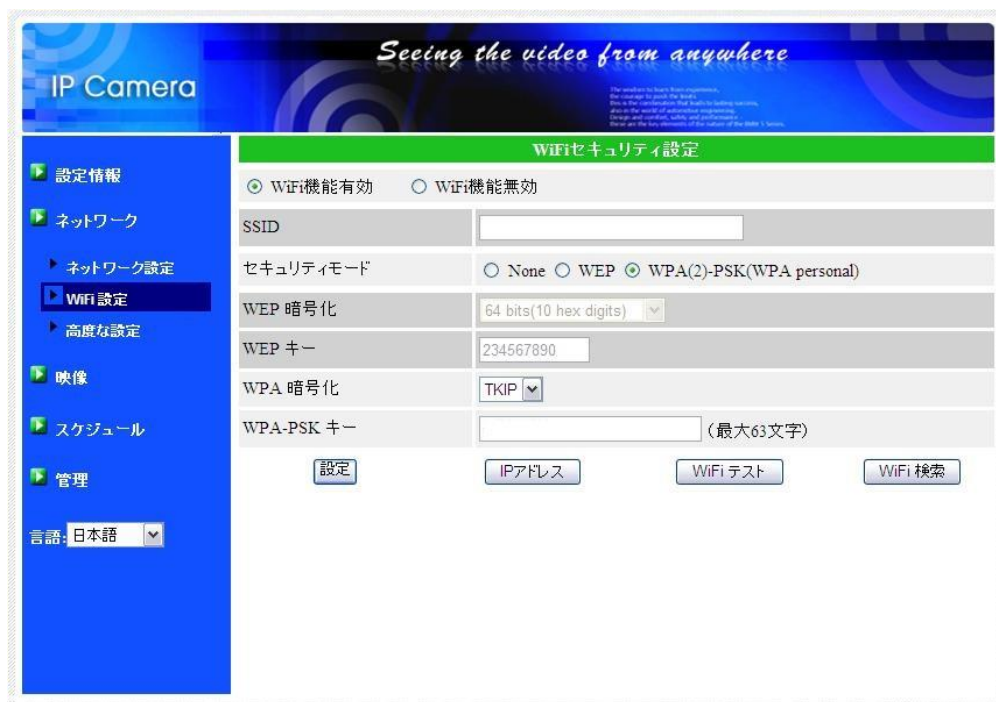 IP Camera
Seeing the video from anywhere
WiFiセキュリティ設定
設定情報
ネットワーク
ネットワーク設定
WiFi 設定
高度な設定
映像
スケジュール
管理
言語: 日本語
WiFi機能有効 WiFi機能無効
SSID
セキュリティモード None WEP WPA(2)-PSK(WPA personal)
WEP 暗号化 64 bits(10 hex digits)
WEP キー 234567890
WPA 暗号化 TKIP
WPA-PSK キー (最大63文字)
設定 IPアドレス WiFi テスト WiFi 検索